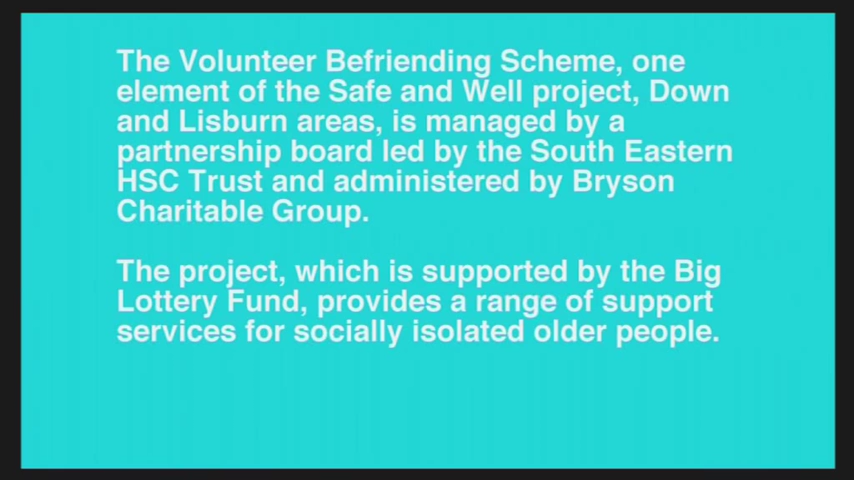 The Volunteer Befriending Scheme, one
element of the Safe and Well project, Down
and Lisburn areas, is managed by a
partnership board led by the South Eastern
HSC Trust and administered by Bryson
Charitable Group.
The project, which is supported by the Big
Lottery Fund, provides a range of support
services for socially isolated older people.